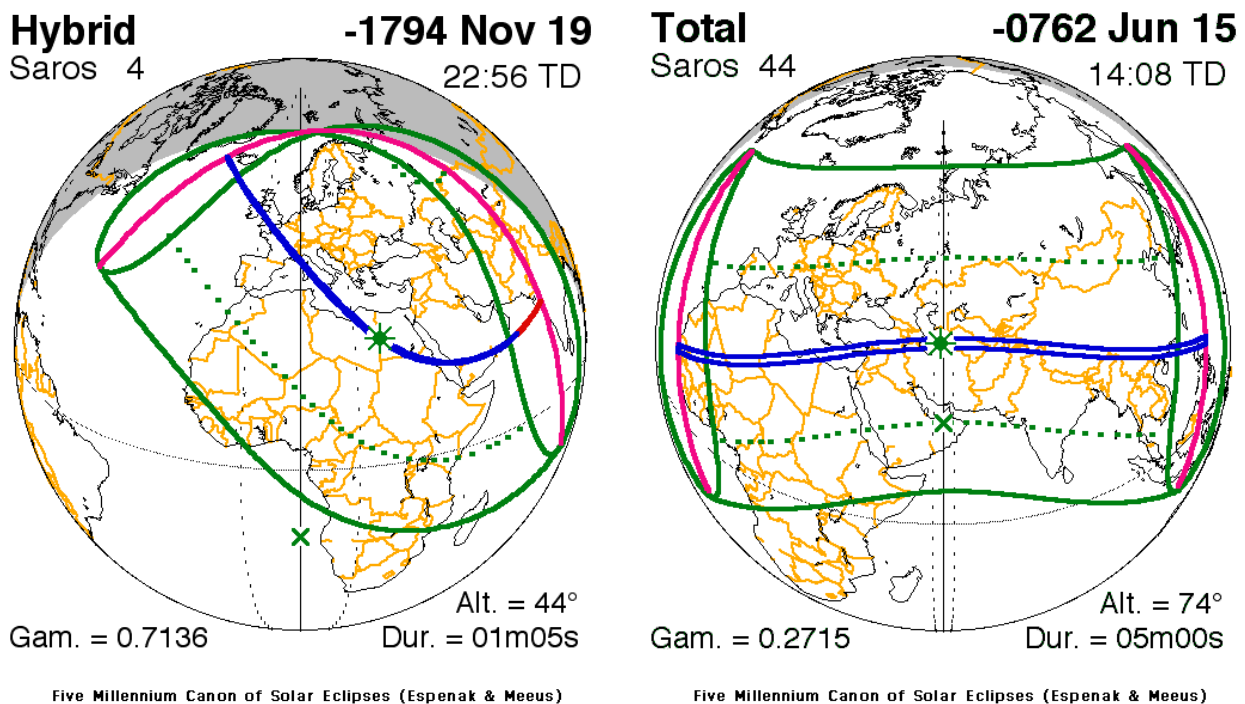 Hybrid -1794 Nov 19
Saros 4 22:56 TD
Alt. = 44°
Gam. = 0.7136 Dur. = 01m05s
Five Millennium Canon of Solar Eclipses (Espenak & Meeus)
Total -0762 Jun 15
Saros 44 14:08 TD
Alt. = 74°
Gam. = 0.2715 Dur. = 05m00s
Five Millennium Canon of Solar Eclipses (Espenak & Meeus)